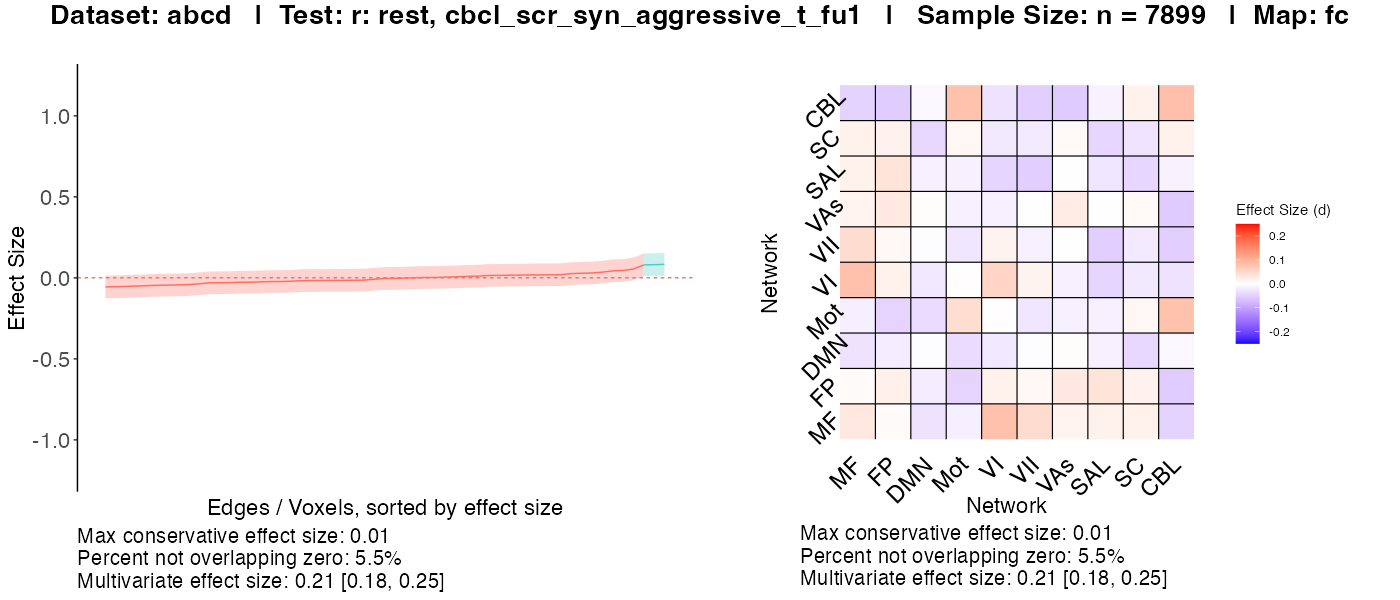 Dataset: abcd | Test: r: rest, cbcl_scr_syn_aggressive_t_fu1 | Sample Size: n = 7899 | Map: fc
Effect Size
1.0
0.5
0.0
-0.5
-1.0
Edges / Voxels, sorted by effect size
Max conservative effect size: 0.01
Percent not overlapping zero: 5.5%
Multivariate effect size: 0.21 [0.18, 0.25]
Network
CBL
SC
SAL
VAs
VII
VI
Mot
DMN
FP
MF
MF FP DMN Mot VI VII VAs SAL SC CBL
Network
Max conservative effect size: 0.01
Percent not overlapping zero: 5.5%
Multivariate effect size: 0.21 [0.18, 0.25]
Effect Size (d)
0.2
0.1
0.0
-0.1
-0.2